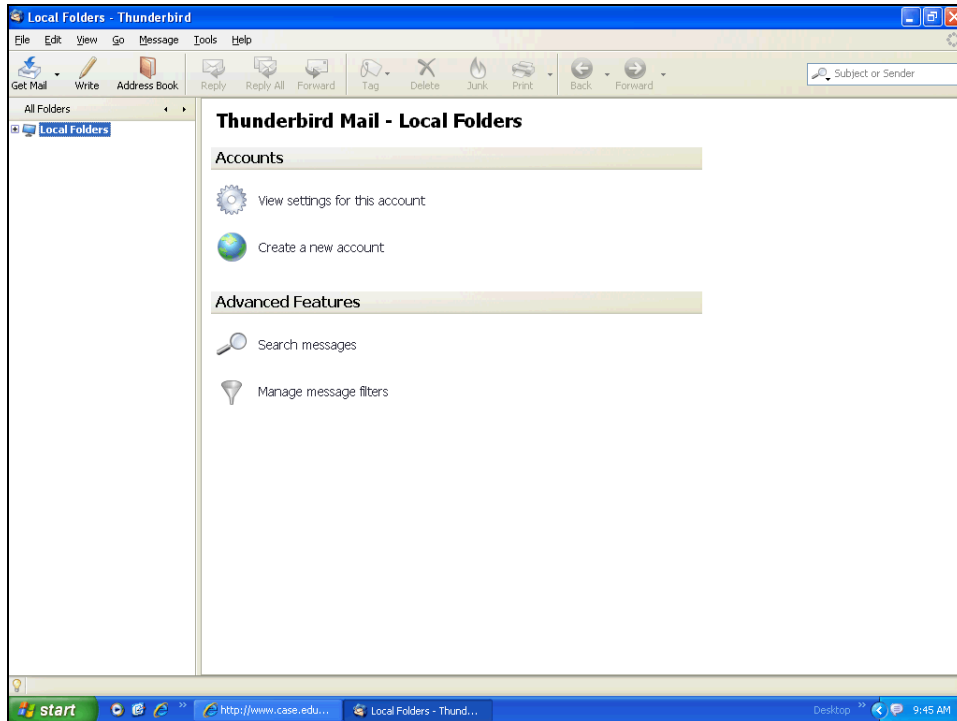 Local Folders - Thunderbird
File Edit View Go Message Tools Help
Get Mail Write Address Book Reply Reply All Forward Tag Delete Junk Print Back Forward Subject or Sender
All Folders
Local Folders
Thunderbird Mail - Local Folders
Accounts
View settings for this account
Create a new account
Advanced Features
Search messages
Manage message filters
start http://www.case.edu... Local Folders - Thund... Desktop » 9:45 AM